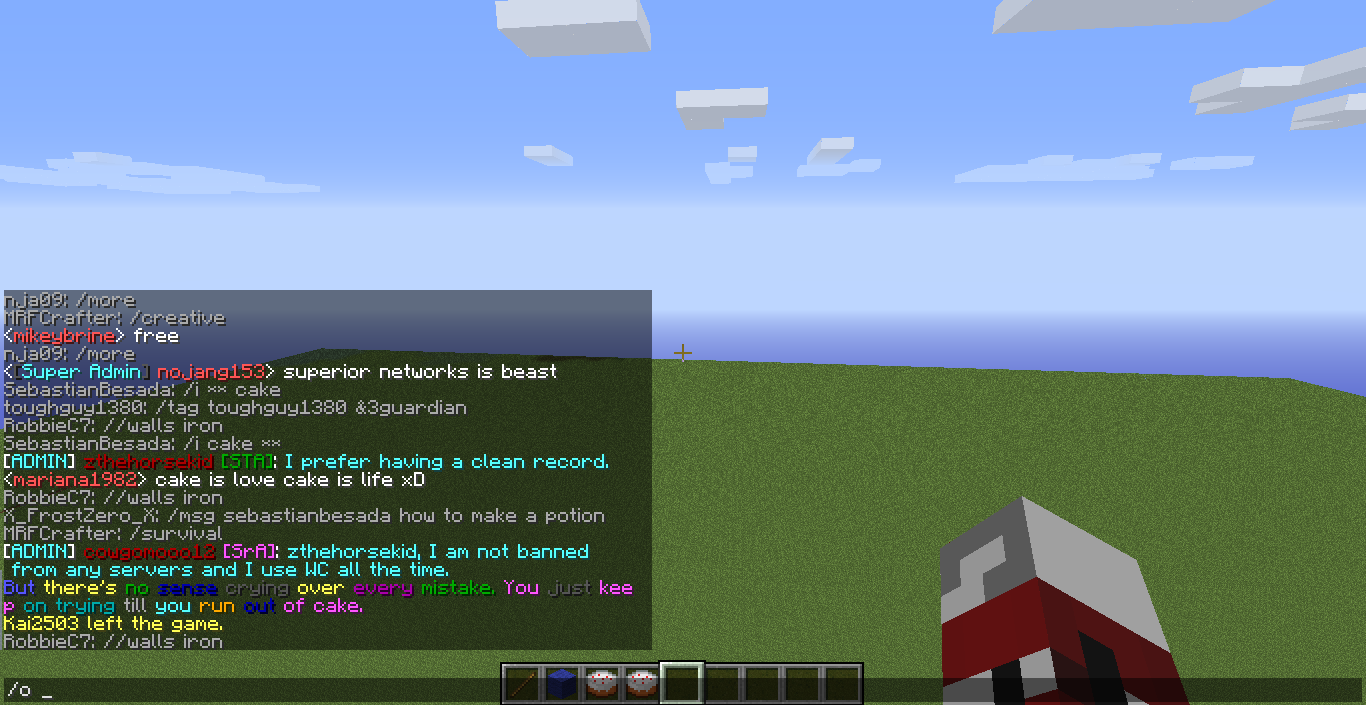 nja09: /more
MRFCrafter: /creative
<mikeybrine> free
nja09: /more
<[Super Admin] nojang153> superior networks is beast
SebastianBesada: /i ** cake
toughguy1380: /tag toughguy1380 &3guardian
RobbieC7: //walls iron
SebastianBesada: /i cake **
[ADMIN] zthehorsekid [STA]: I prefer having a clean record.
<mariana1982> cake is love cake is life xD
RobbieC7: //walls iron
X_FrostZero_X: /msg sebastianbesada how to make a potion
MRFCrafter: /survival
[ADMIN] cowgomooo12 [SrA]: zthehorsekid, I am not banned
from any servers and I use WC all the time.
But there's no sense crying over every mistake. You just kee
p on trying till you run out of cake.
Kai2503 left the game.
RobbieC7: //walls iron
/o _